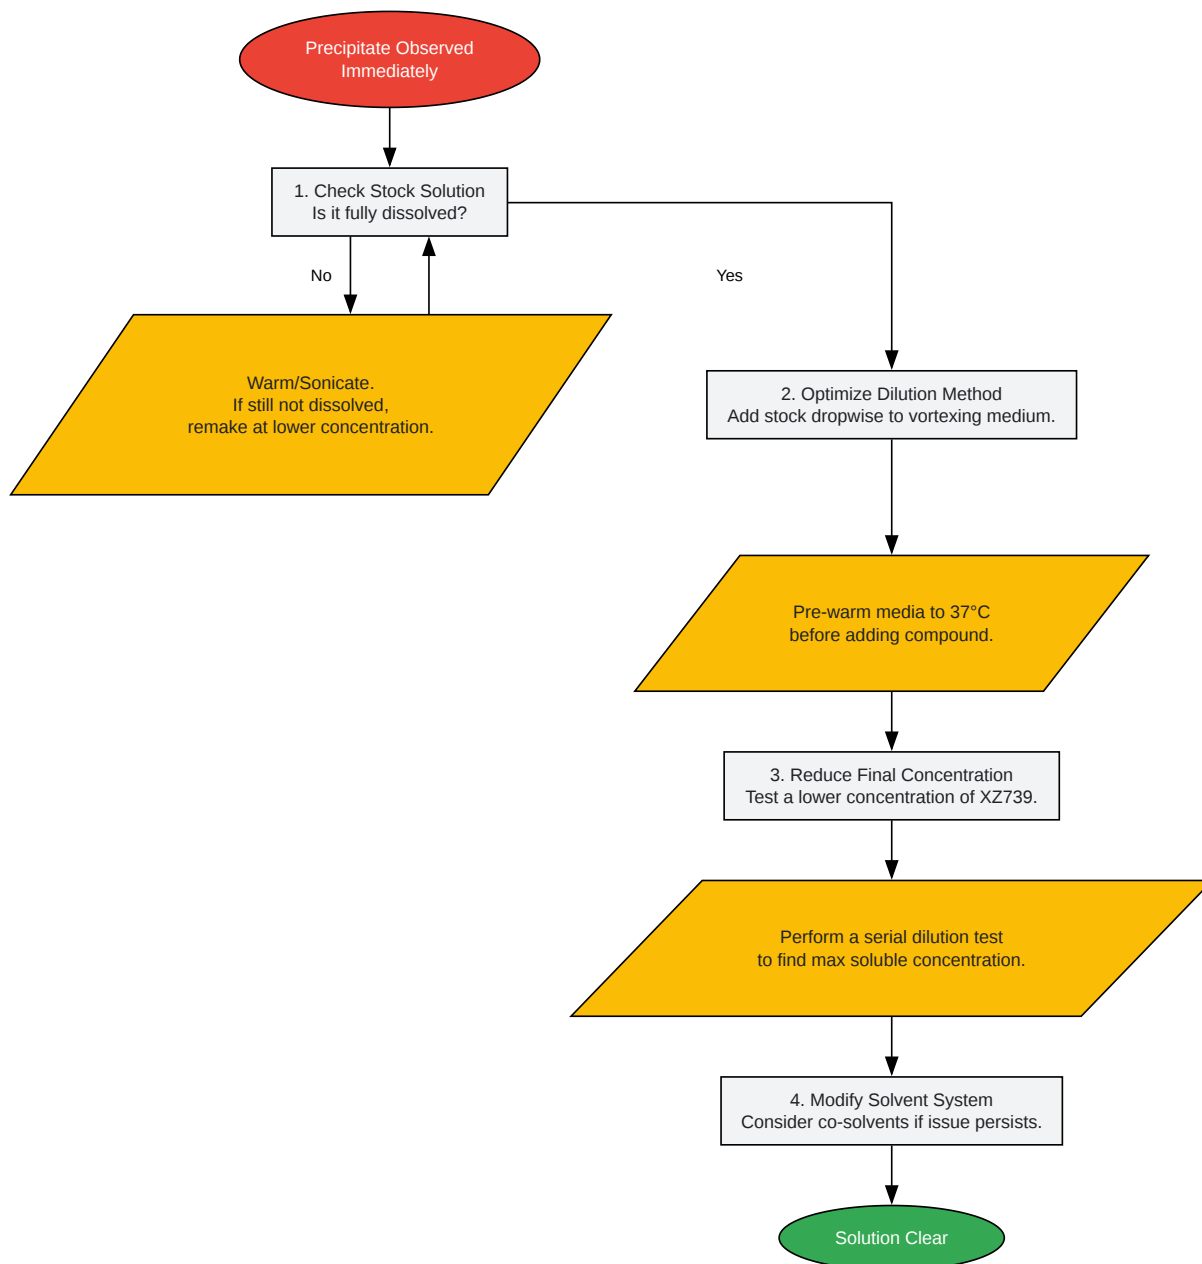 Precipitate Observed
Immediately
1. Check Stock Solution
Is it fully dissolved?
No
Yes
Warm/Sonicate.
If still not dissolved,
remake at lower concentration.
2. Optimize Dilution Method
Add stock dropwise to vortexing medium.
Pre-warm media to 37°C
before adding compound.
3. Reduce Final Concentration
Test a lower concentration of XZ739.
Perform a serial dilution test
to find max soluble concentration.
4. Modify Solvent System
Consider co-solvents if issue persists.
Solution Clear